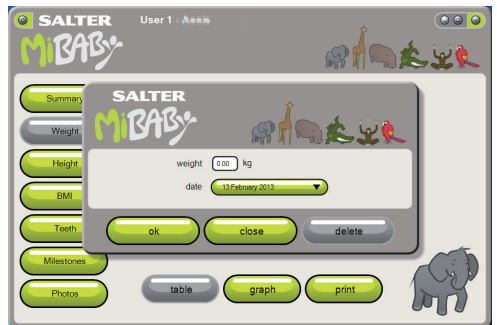 SALTER
User 1 -
MiBABy
Summary
Weight
Height
BMI
Teeth
Milestones
Photos
SALTER
MiBABy
weight 0.00 kg
date 13 February 2013
ok close delete
table graph print